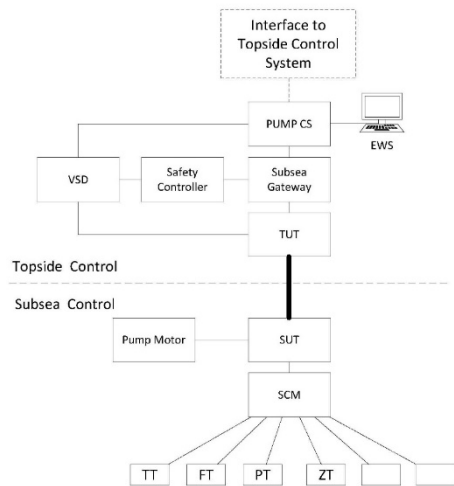 Interface to
Topside Control
System
PUMP CS
EWS
VSD
Safety
Controller
Subsea
Gateway
TUT
Topside Control
Subsea Control
Pump Motor
SUT
SCM
TT
FT
PT
ZT